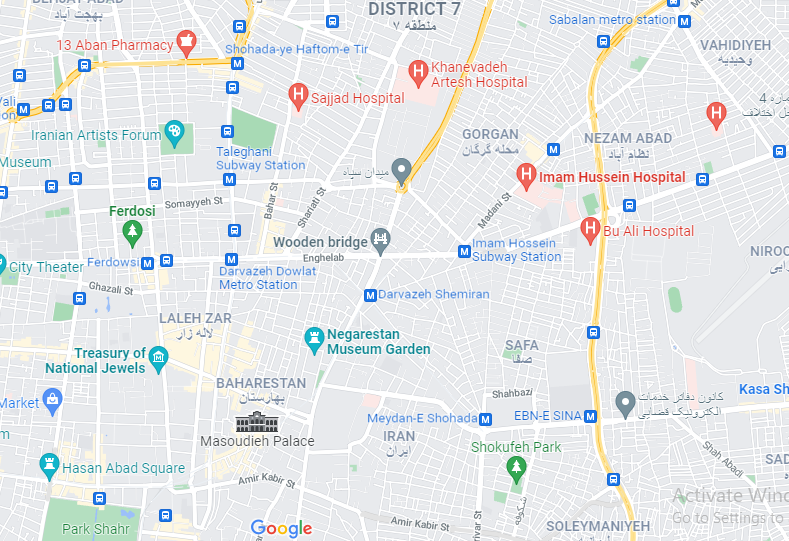 بهجت آباد
DISTRICT 7
منطقه ۷
Sabalan metro station
13 Aban Pharmacy
Shohada-ye Haftom-e Tir
VAHIDIYEH
وحیدیه
Khanevadeh
Artesh Hospital
Sajjad Hospital
Iranian Artists Forum
GORGAN
محله گرگان
NEZAM ABAD
نظام آباد
Taleghani
Subway Station
Museum
میدان سپاه
Imam Hussein Hospital
Somayyeh St
Bahar St
Shariati St
Madani St
Ferdosi
Bu Ali Hospital
Wooden bridge
Enghelab
Imam Hossein
Subway Station
City Theater
Ferdowsi
Darvazeh Dowlat
Metro Station
Ghazali St
Darvazeh Shemiran
LALEH ZAR
لاله زار
Negarestan
Museum Garden
SAFA
صفا
Treasury of
National Jewels
BAHARESTAN
بهارستان
Shahbazi
کانون دفاتر خدمات
الکترونیک قضایی
Market
Masoudieh Palace
Meydan-E Shohada
EBN-E SINA
IRAN
ایران
Shokufeh Park
Shah Abadi
Hasan Abad Square
Amir Kabir St
شکوفه
Park Shahr
Google
Amir Kabir St
SOLEYMANIYEH
Activate Wind
Go to Settings to